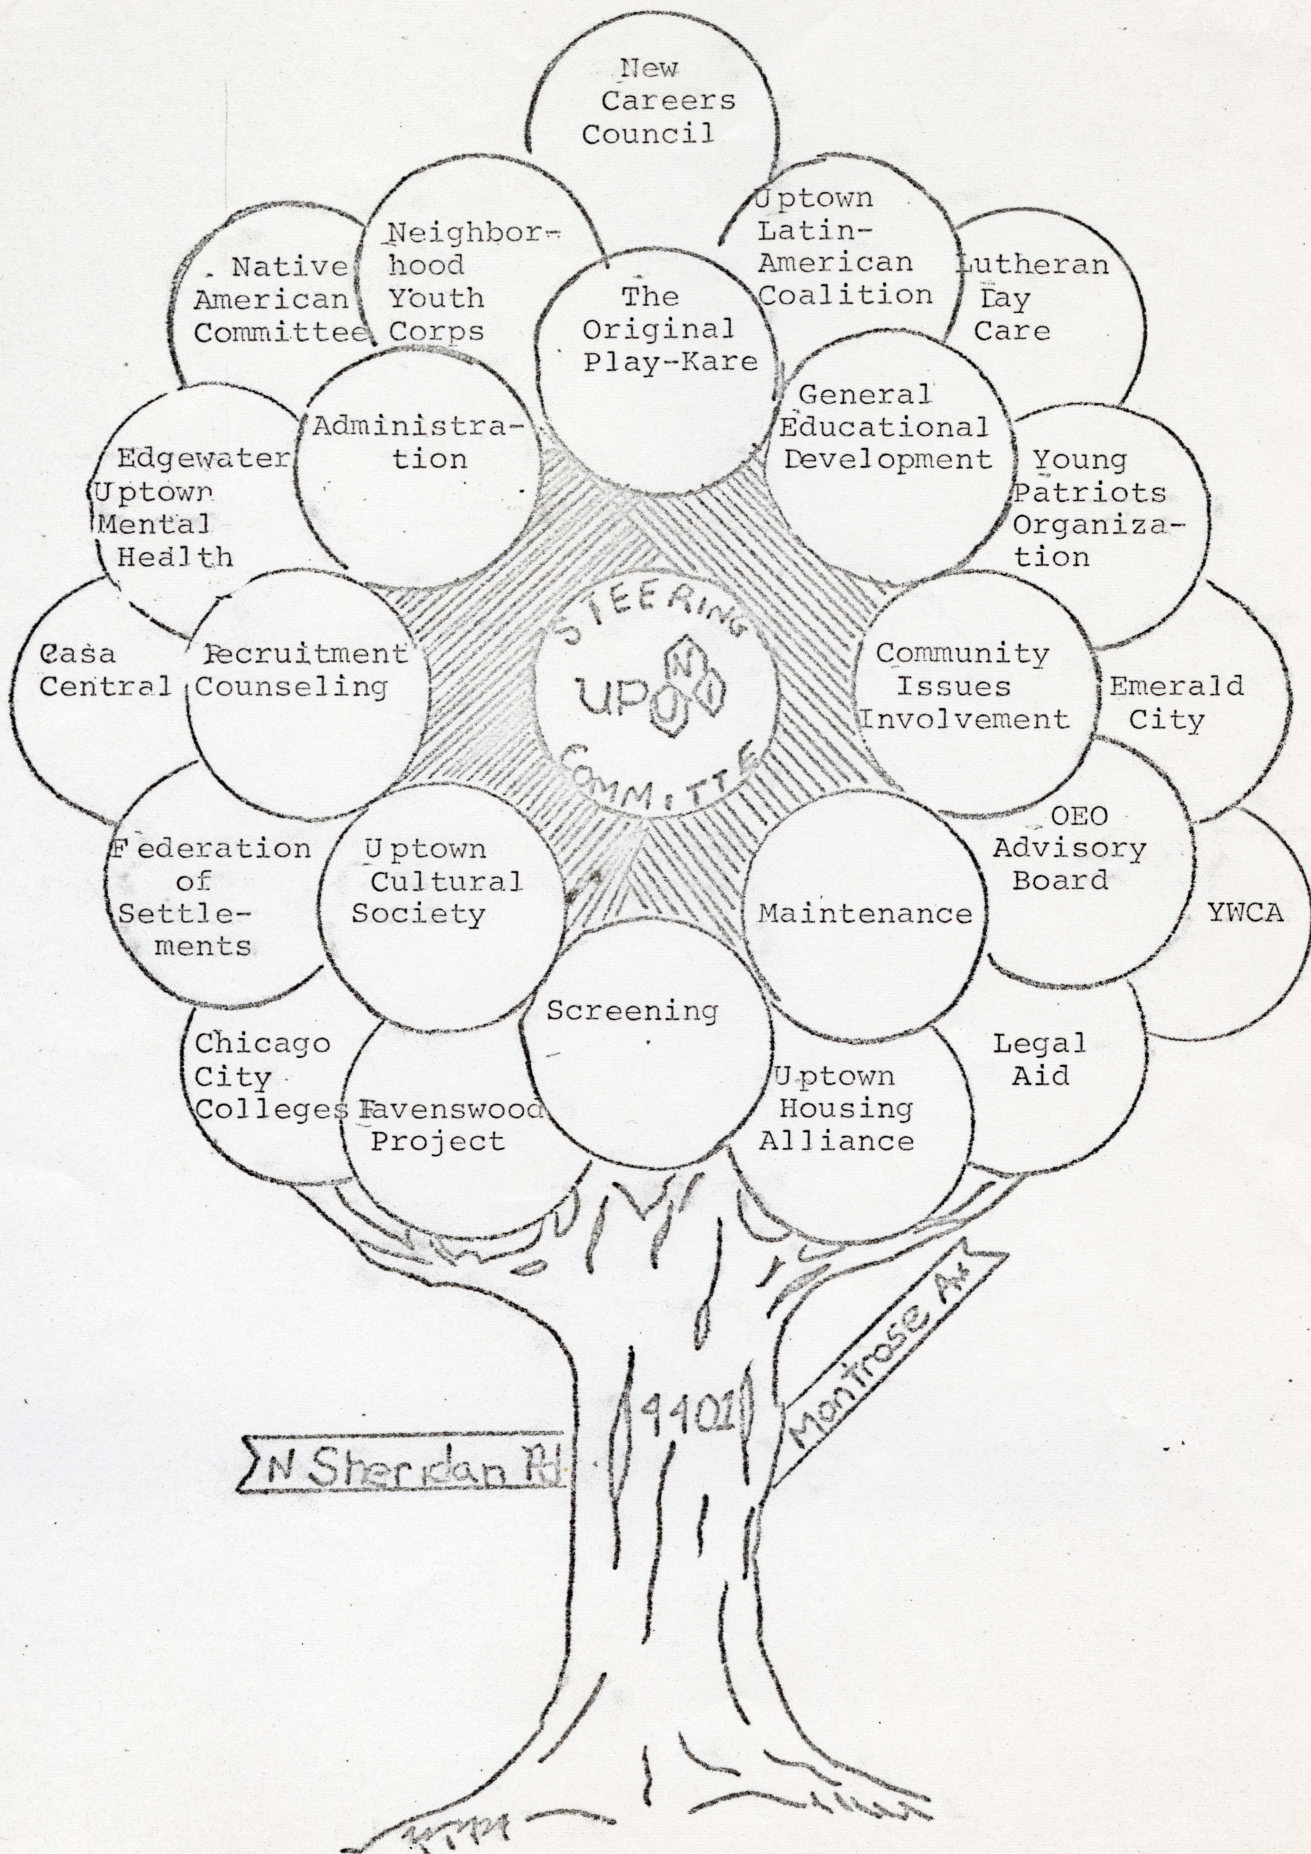 New
Careers
Council
Uptown
Latin-
American
Coalition
Lutheran
Day
Care
Neighbor-
hood
Youth
Corps
Native
American
Committee
The
Original
Play-Kare
General
Educational
Development
Administra-
tion
Edgewater
Uptown
Mental
Health
Young
Patriots
Organiza-
tion
STEERING
UPUNI
COMMITTE
Casa
Central
Recruitment
Counseling
Community
Issues
Involvement
Emerald
City
Federation
of
Settle-
ments
Uptown
Cultural
Society
Maintenance
OEO
Advisory
Board
YWCA
Screening
Chicago
City
Colleges
Ravenswood
Project
Uptown
Housing
Alliance
Legal
Aid
Montrose Av
4401
N Sheridan Rd